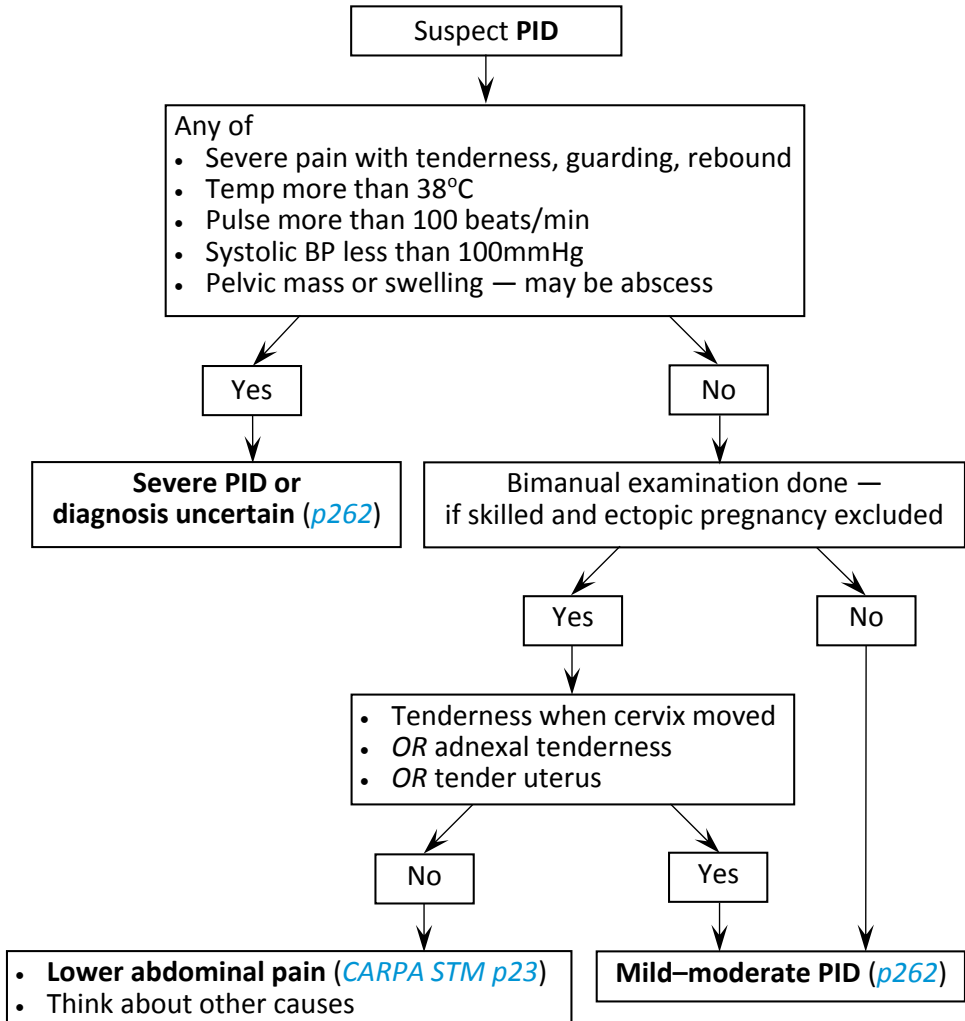 Suspect PID
Any of
• Severe pain with tenderness, guarding, rebound
• Temp more than 38°C
• Pulse more than 100 beats/min
• Systolic BP less than 100mmHg
• Pelvic mass or swelling — may be abscess
Yes
No
Severe PID or
diagnosis uncertain (p262)
Bimanual examination done —
if skilled and ectopic pregnancy excluded
Yes
No
• Tenderness when cervix moved
• OR adnexal tenderness
• OR tender uterus
No
Yes
• Lower abdominal pain (CARPA STM p23)
• Think about other causes
Mild–moderate PID (p262)